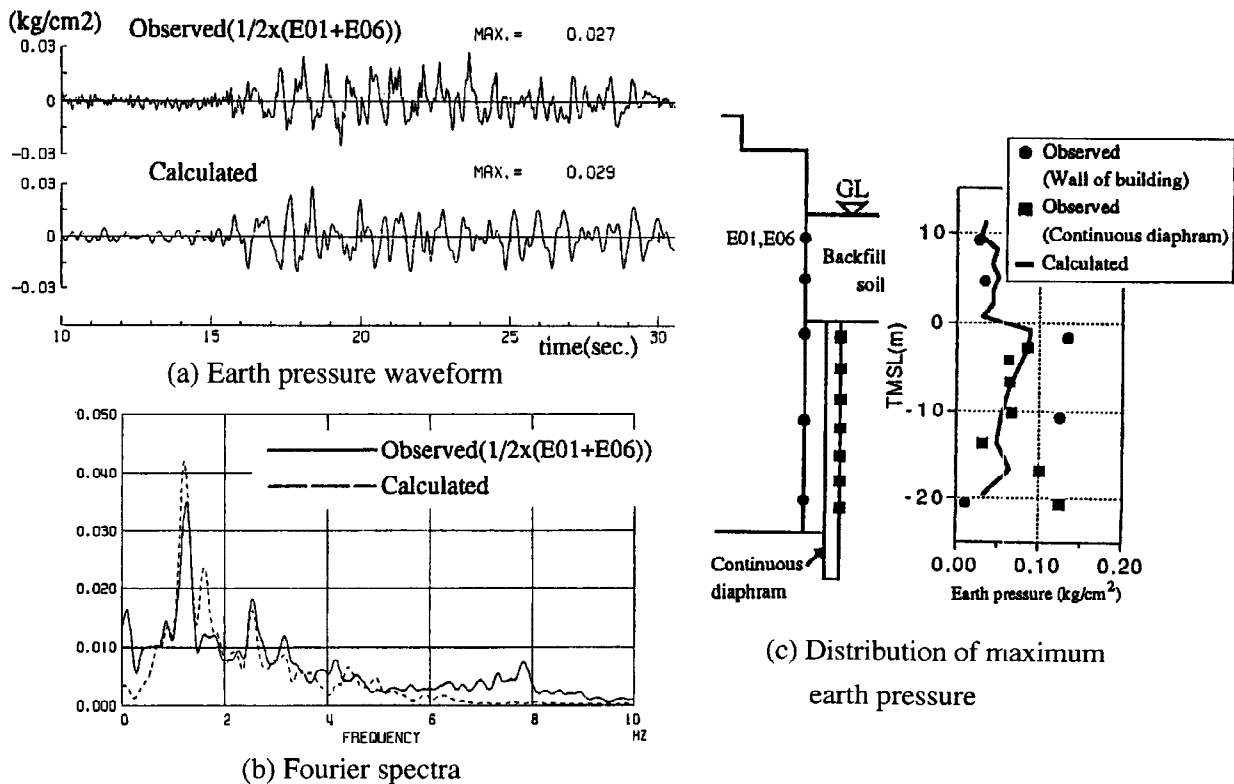 (kg/cm2)
Observed(1/2x(E01+E06))
MAX.= 0.027
0.03
0
-0.03
Calculated
MAX.= 0.029
0.03
0
-0.03
10 15 20 25 30
time(sec.)
(a) Earth pressure waveform
0.050
0.040
0.030
0.020
0.010
0.000
Observed(1/2x(E01+E06))
Calculated
0 2 4 6 8 10
FREQUENCY
HZ
(b) Fourier spectra
GL
E01,E06
Backfill
soil
Continuous
diaphram
Observed
(Wall of building)
Observed
(Continuous diaphram)
Calculated
10
0
-10
-20
TMSL(m)
0.00 0.10 0.20
Earth pressure (kg/cm2)
(c) Distribution of maximum
earth pressure